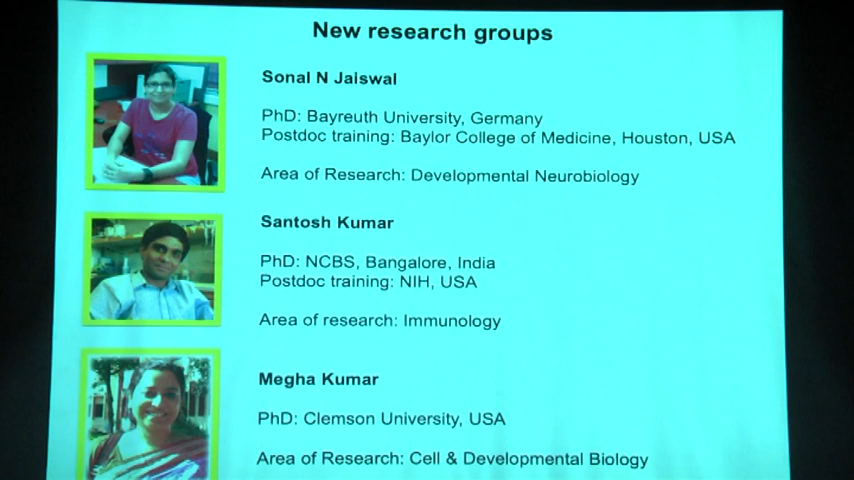 New research groups
Sonal N Jaiswal
PhD: Bayreuth University, Germany
Postdoc training: Baylor College of Medicine, Houston, USA
Area of Research: Developmental Neurobiology
Santosh Kumar
PhD: NCBS, Bangalore, India
Postdoc training: NIH, USA
Area of research: Immunology
Megha Kumar
PhD: Clemson University, USA
Area of Research: Cell & Developmental Biology